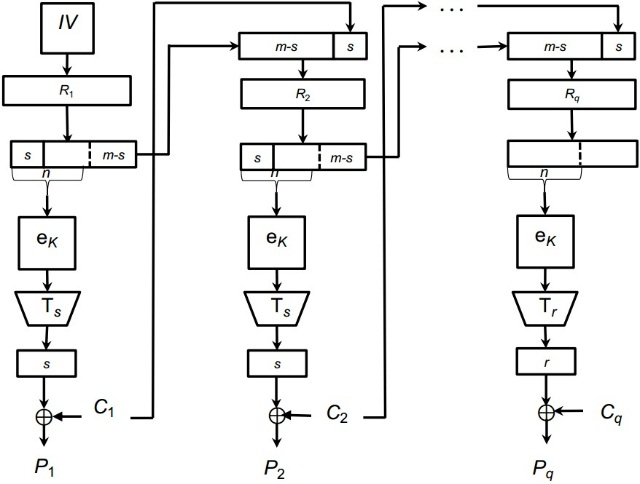 IV
m-s s ... m-s s
R1 R2 ... Rq
s m-s s m-s
n n n
eK eK eK
Ts Ts Tr
s s r
C1 C2 Cq
P1 P2 Pq